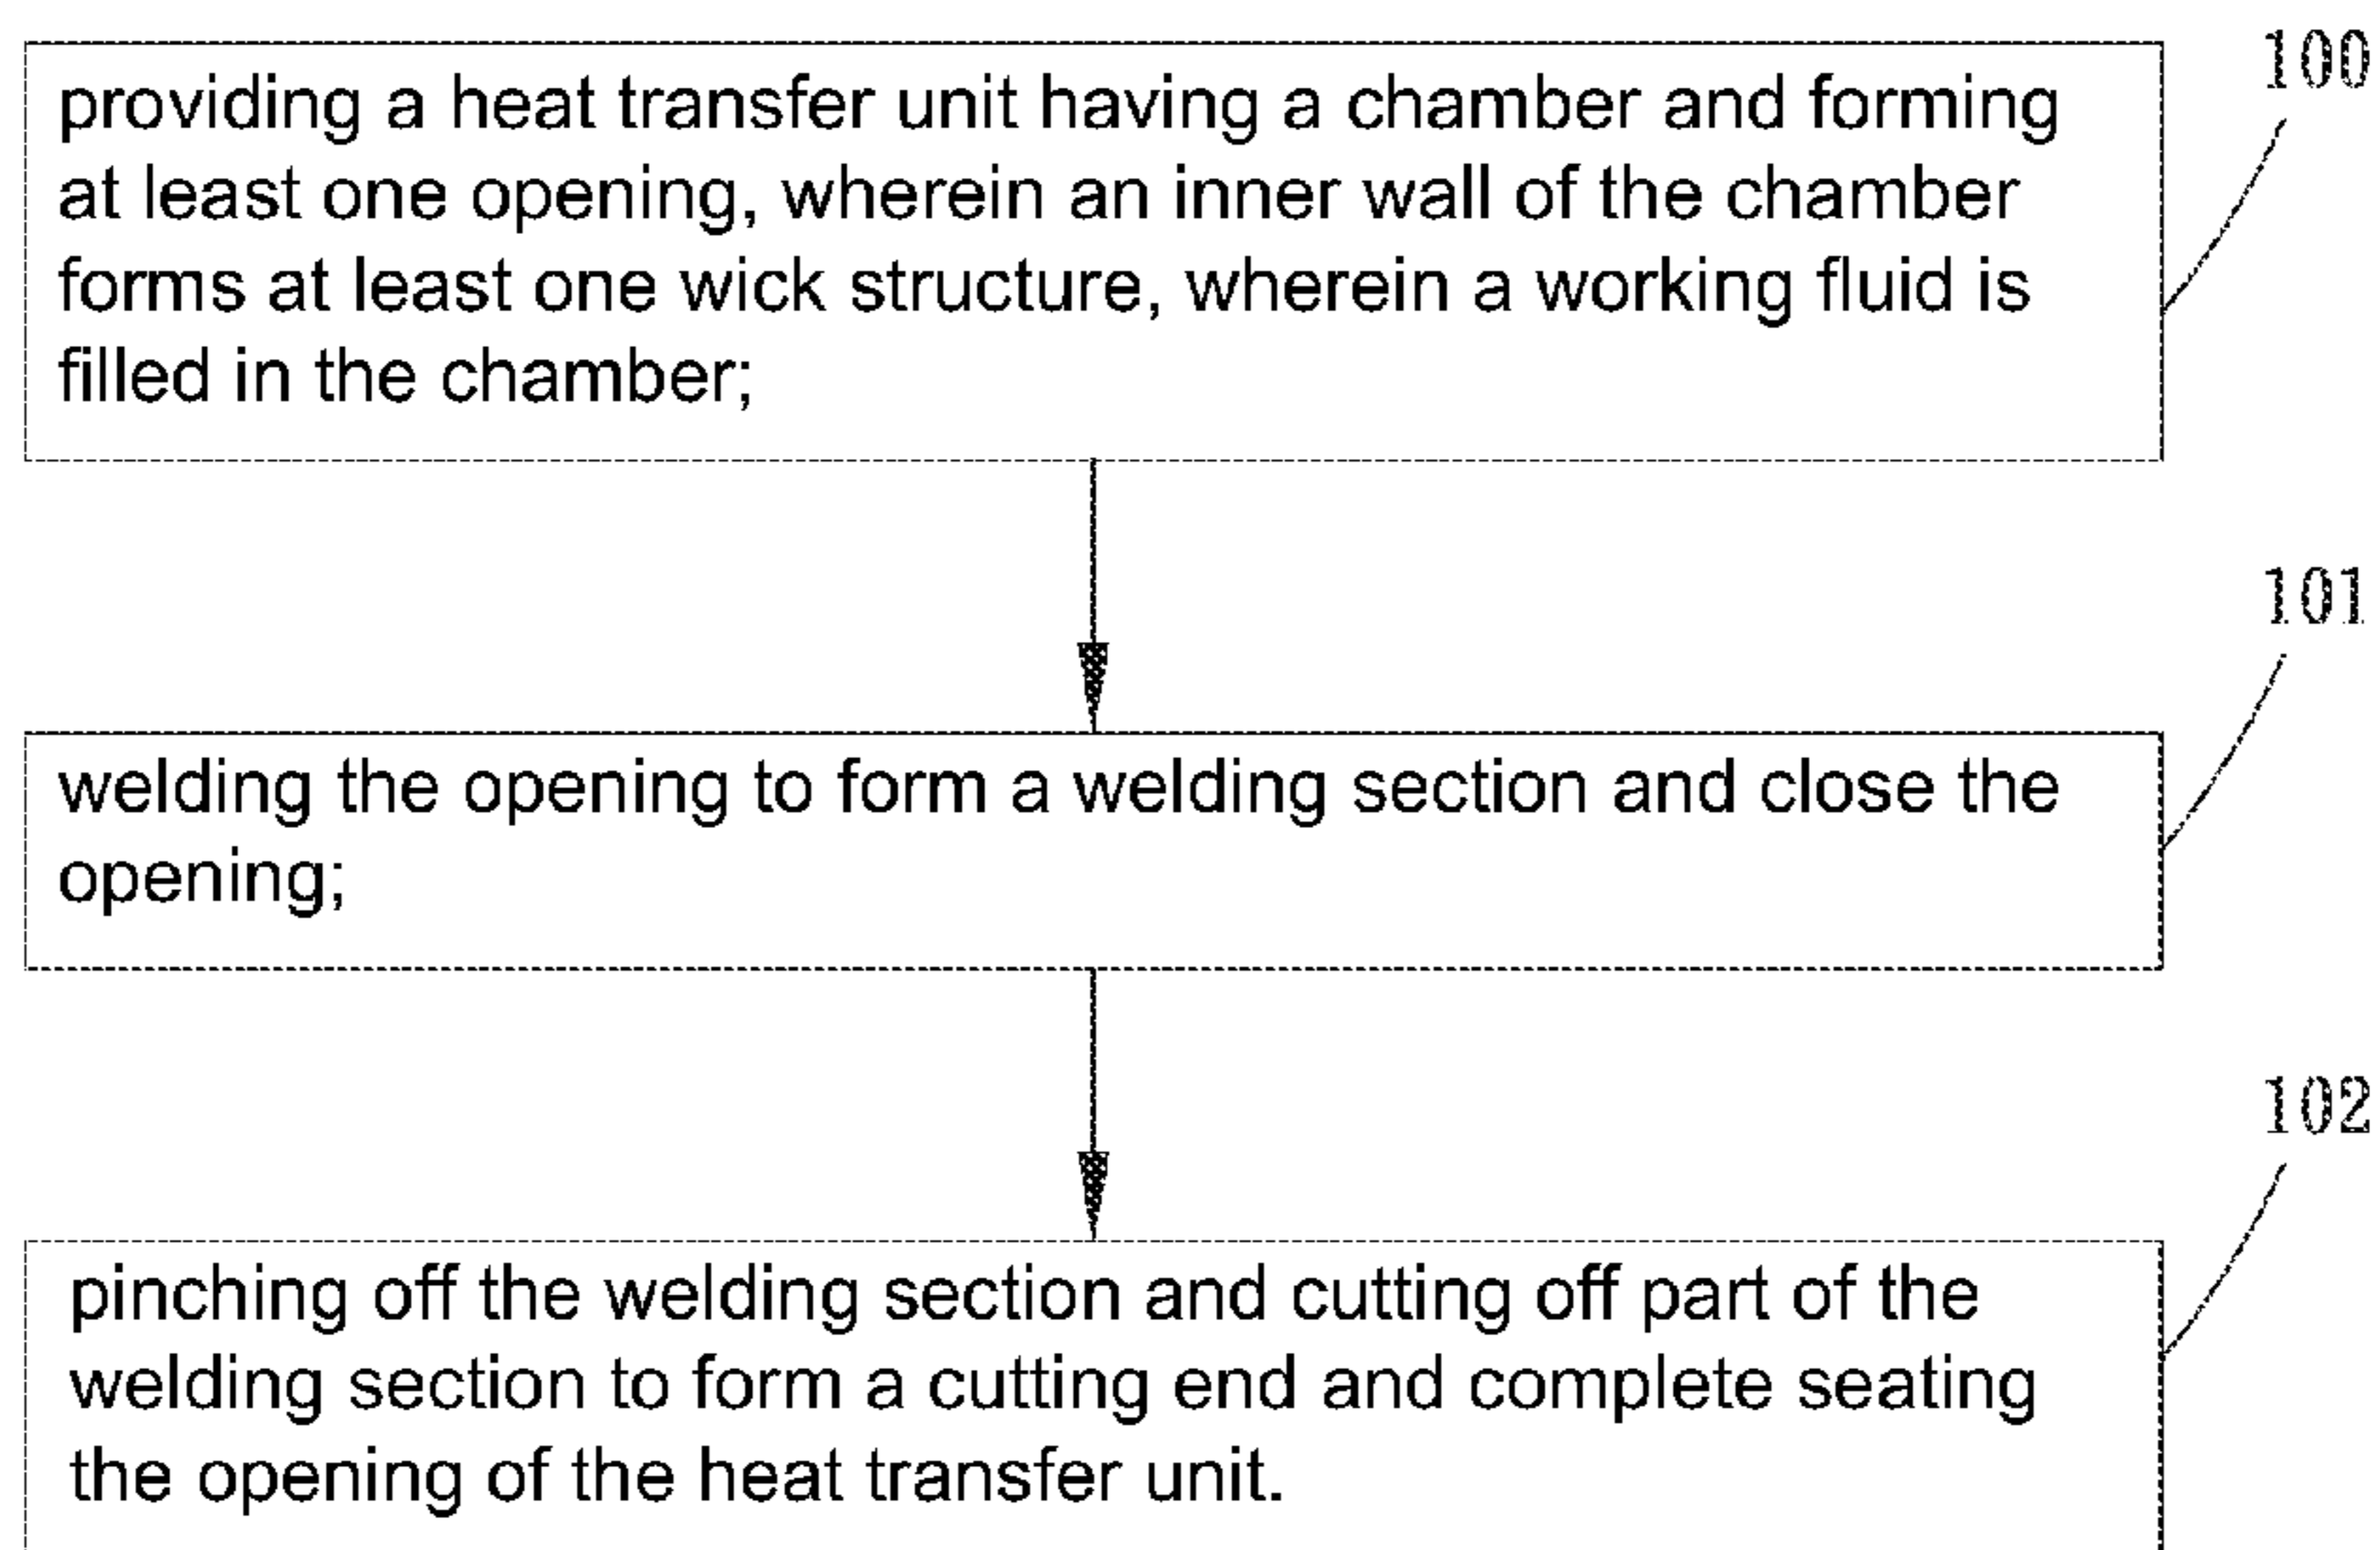 100
providing a heat transfer unit having a chamber and forming
at least one opening, wherein an inner wall of the chamber
forms at least one wick structure, wherein a working fluid is
filled in the chamber;
101
welding the opening to form a welding section and close the
opening;
102
pinching off the welding section and cutting off part of the
welding section to form a cutting end and complete seating
the opening of the heat transfer unit.